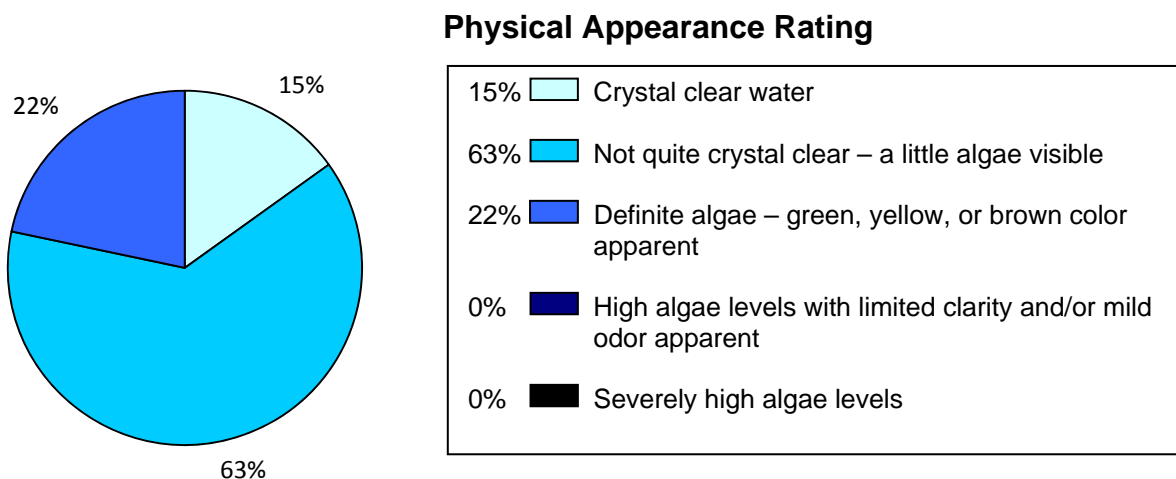 Physical Appearance Rating
22%
15%
63%
15% Crystal clear water
63% Not quite crystal clear – a little algae visible
22% Definite algae – green, yellow, or brown color
apparent
0% High algae levels with limited clarity and/or mild
odor apparent
0% Severely high algae levels